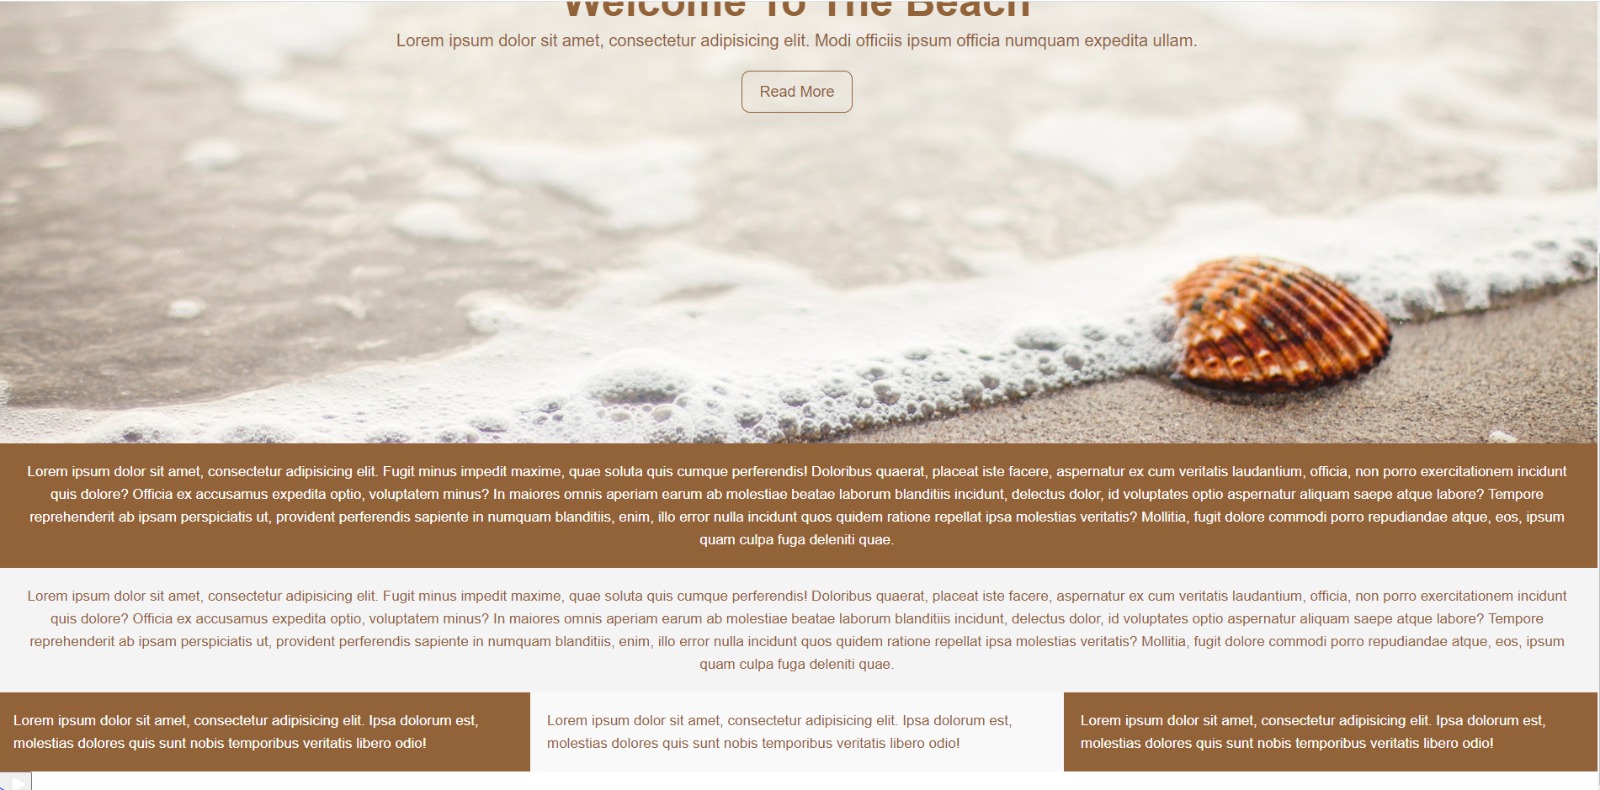 Welcome To The Beach
Lorem ipsum dolor sit amet, consectetur adipisicing elit. Modi officiis ipsum officia numquam expedita ullam.
Read More
Lorem ipsum dolor sit amet, consectetur adipisicing elit. Fugit minus impedit maxime, quae soluta quis cumque perferendis! Doloribus quaerat, placeat iste facere, aspernatur ex cum veritatis laudantium, officia, non porro exercitationem incidunt
quis dolore? Officia ex accusamus expedita optio, voluptatem minus? In maiores omnis aperiam earum ab molestiae beatae laborum blanditiis incidunt, delectus dolor, id voluptates optio aspernatur aliquam saepe atque labore? Tempore
reprehenderit ab ipsam perspiciatis ut, provident perferendis sapiente in numquam blanditiis, enim, illo error nulla incidunt quos quidem ratione repellat ipsa molestias veritatis? Mollitia, fugit dolore commodi porro repudiandae atque, eos, ipsum
quam culpa fuga deleniti quae.
Lorem ipsum dolor sit amet, consectetur adipisicing elit. Fugit minus impedit maxime, quae soluta quis cumque perferendis! Doloribus quaerat, placeat iste facere, aspernatur ex cum veritatis laudantium, officia, non porro exercitationem incidunt
quis dolore? Officia ex accusamus expedita optio, voluptatem minus? In maiores omnis aperiam earum ab molestiae beatae laborum blanditiis incidunt, delectus dolor, id voluptates optio aspernatur aliquam saepe atque labore? Tempore
reprehenderit ab ipsam perspiciatis ut, provident perferendis sapiente in numquam blanditiis, enim, illo error nulla incidunt quos quidem ratione repellat ipsa molestias veritatis? Mollitia, fugit dolore commodi porro repudiandae atque, eos, ipsum
quam culpa fuga deleniti quae.
Lorem ipsum dolor sit amet, consectetur adipisicing elit. Ipsa dolorum est,
molestias dolores quis sunt nobis temporibus veritatis libero odio!
Lorem ipsum dolor sit amet, consectetur adipisicing elit. Ipsa dolorum est,
molestias dolores quis sunt nobis temporibus veritatis libero odio!
Lorem ipsum dolor sit amet, consectetur adipisicing elit. Ipsa dolorum est,
molestias dolores quis sunt nobis temporibus veritatis libero odio!